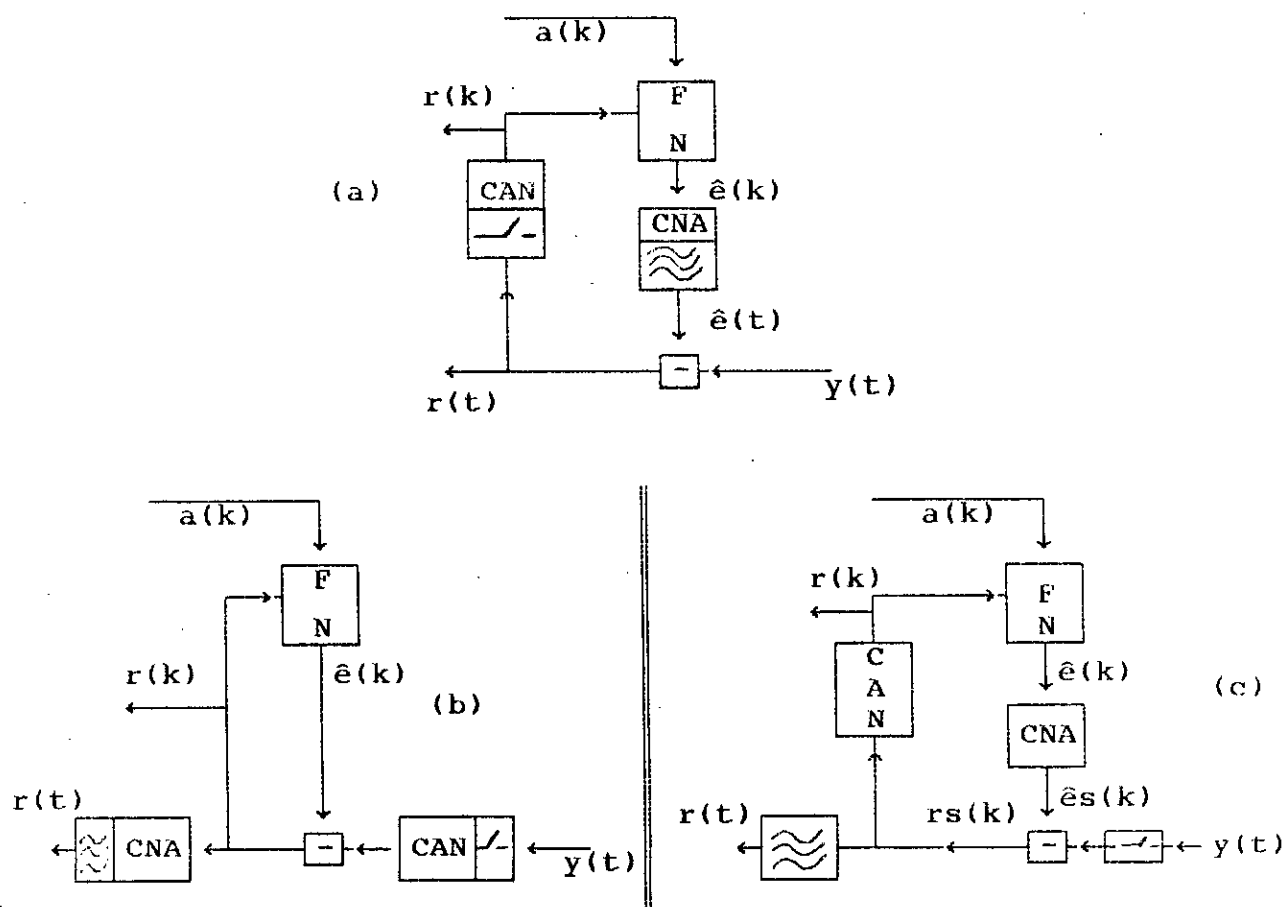 a(k)
r(k)
F
N
(a)
CAN
ê(k)
CNA
ê(t)
r(t)
-
y(t)
a(k)
F
N
r(k)
ê(k)
(b)
r(t)
CNA
-
CAN
y(t)
a(k)
r(k)
F
N
C
A
N
ê(k)
(c)
CNA
r(t)
rs(k)
ês(k)
-
y(t)